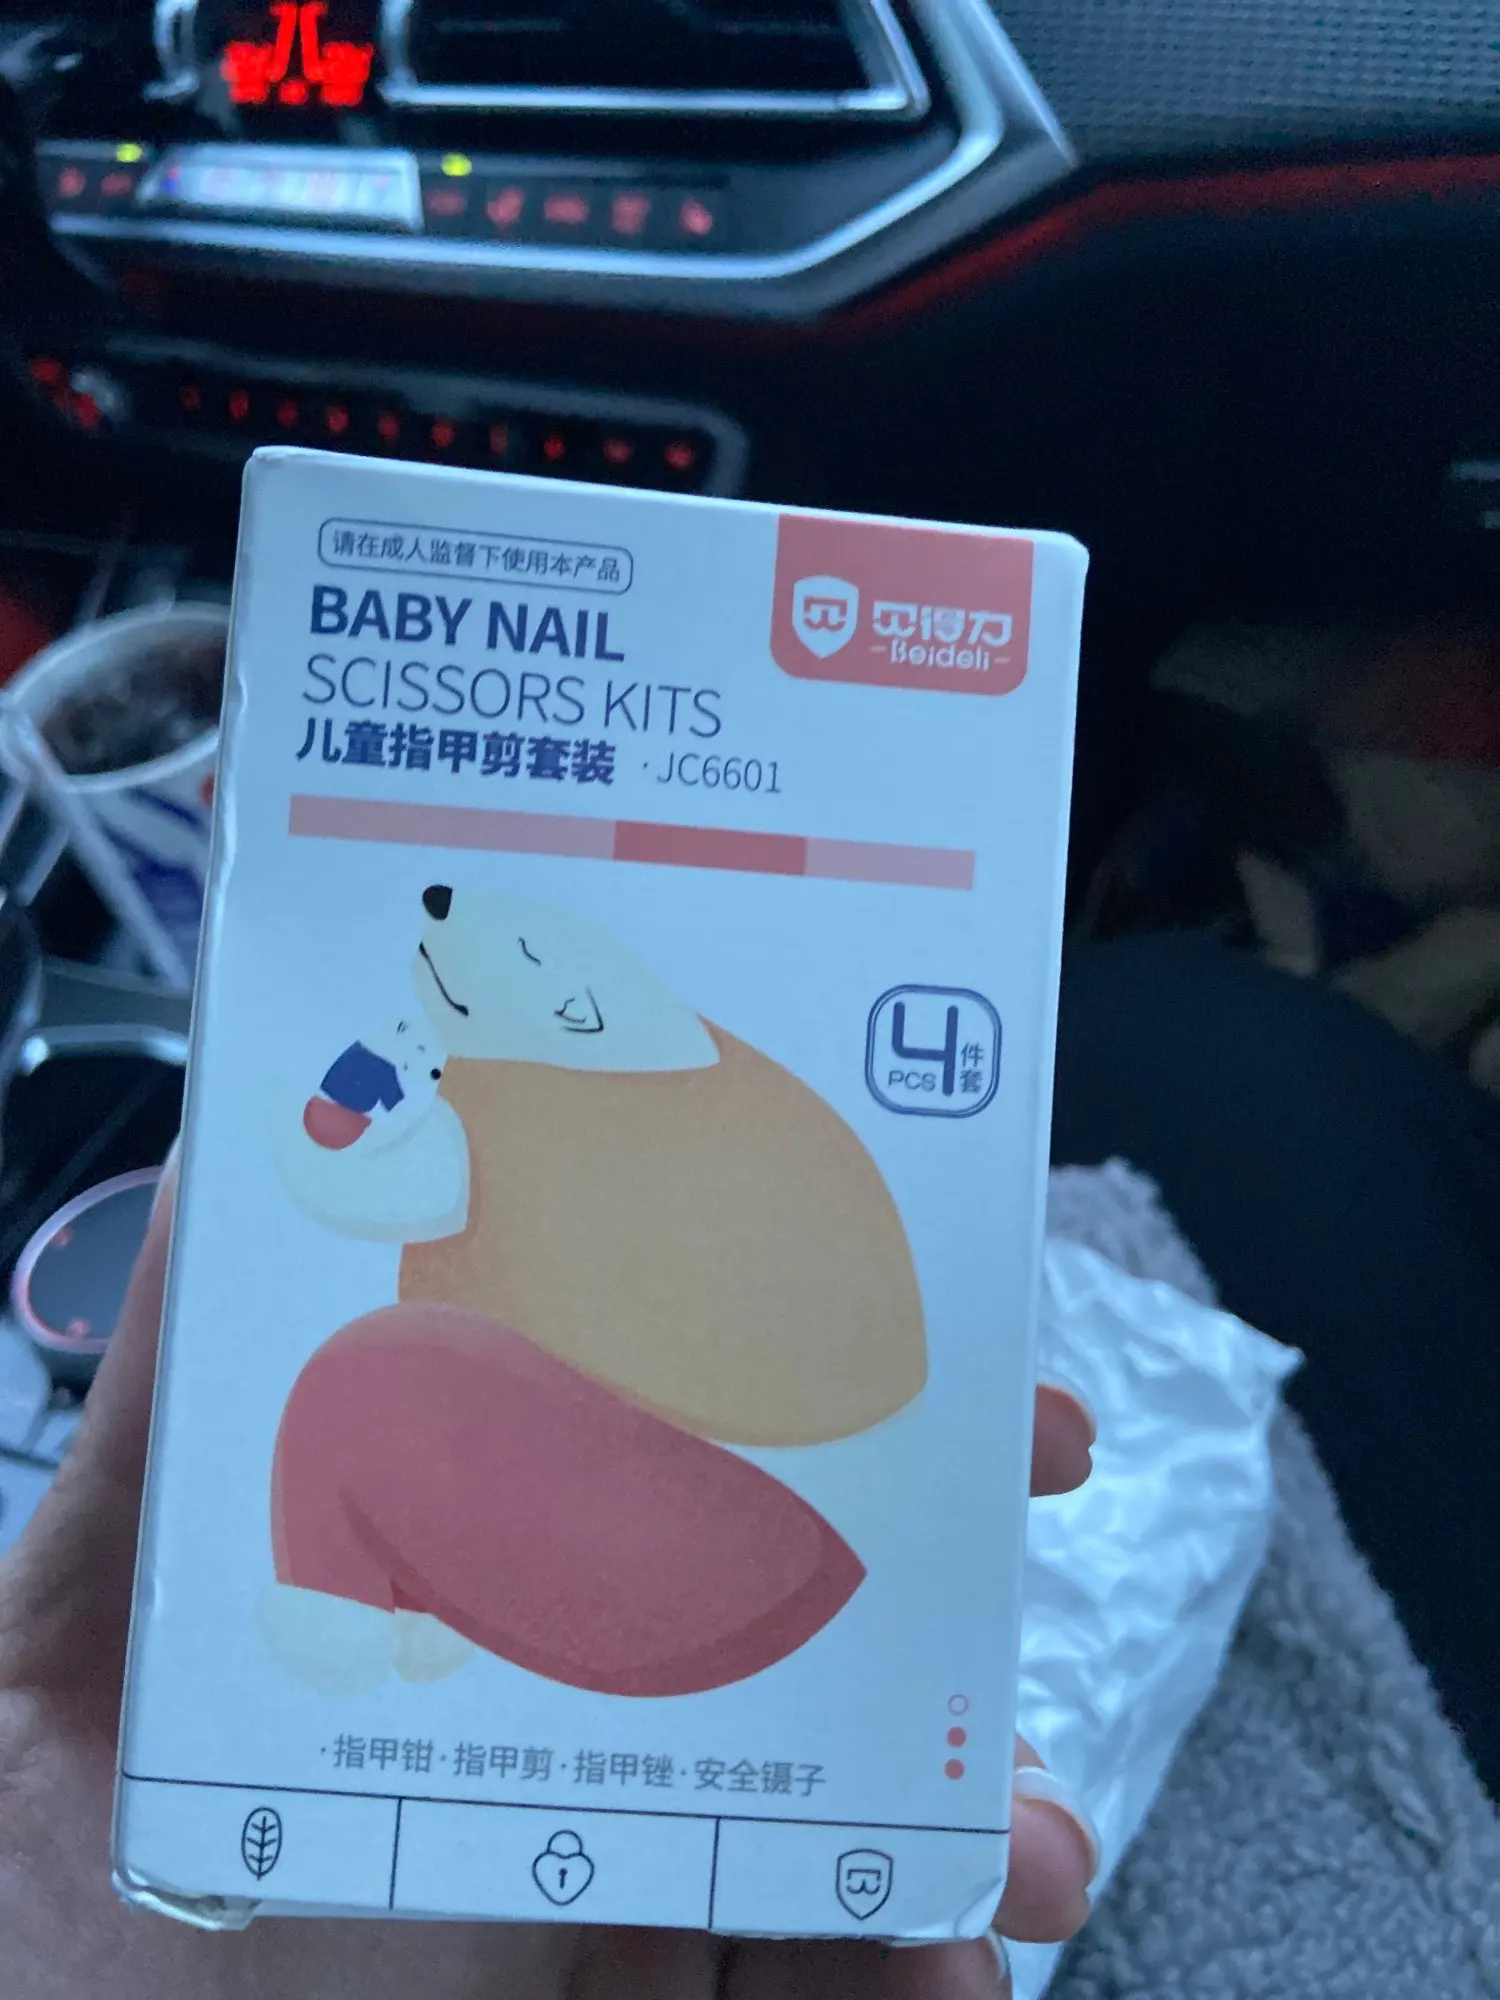 请在成人监督下使用本产品
BABY NAIL
SCISSORS KITS
儿童指甲剪套装 ·JC6601
贝得力
-Beideli-
4
PCS
件套
·指甲钳·指甲剪·指甲锉·安全镊子